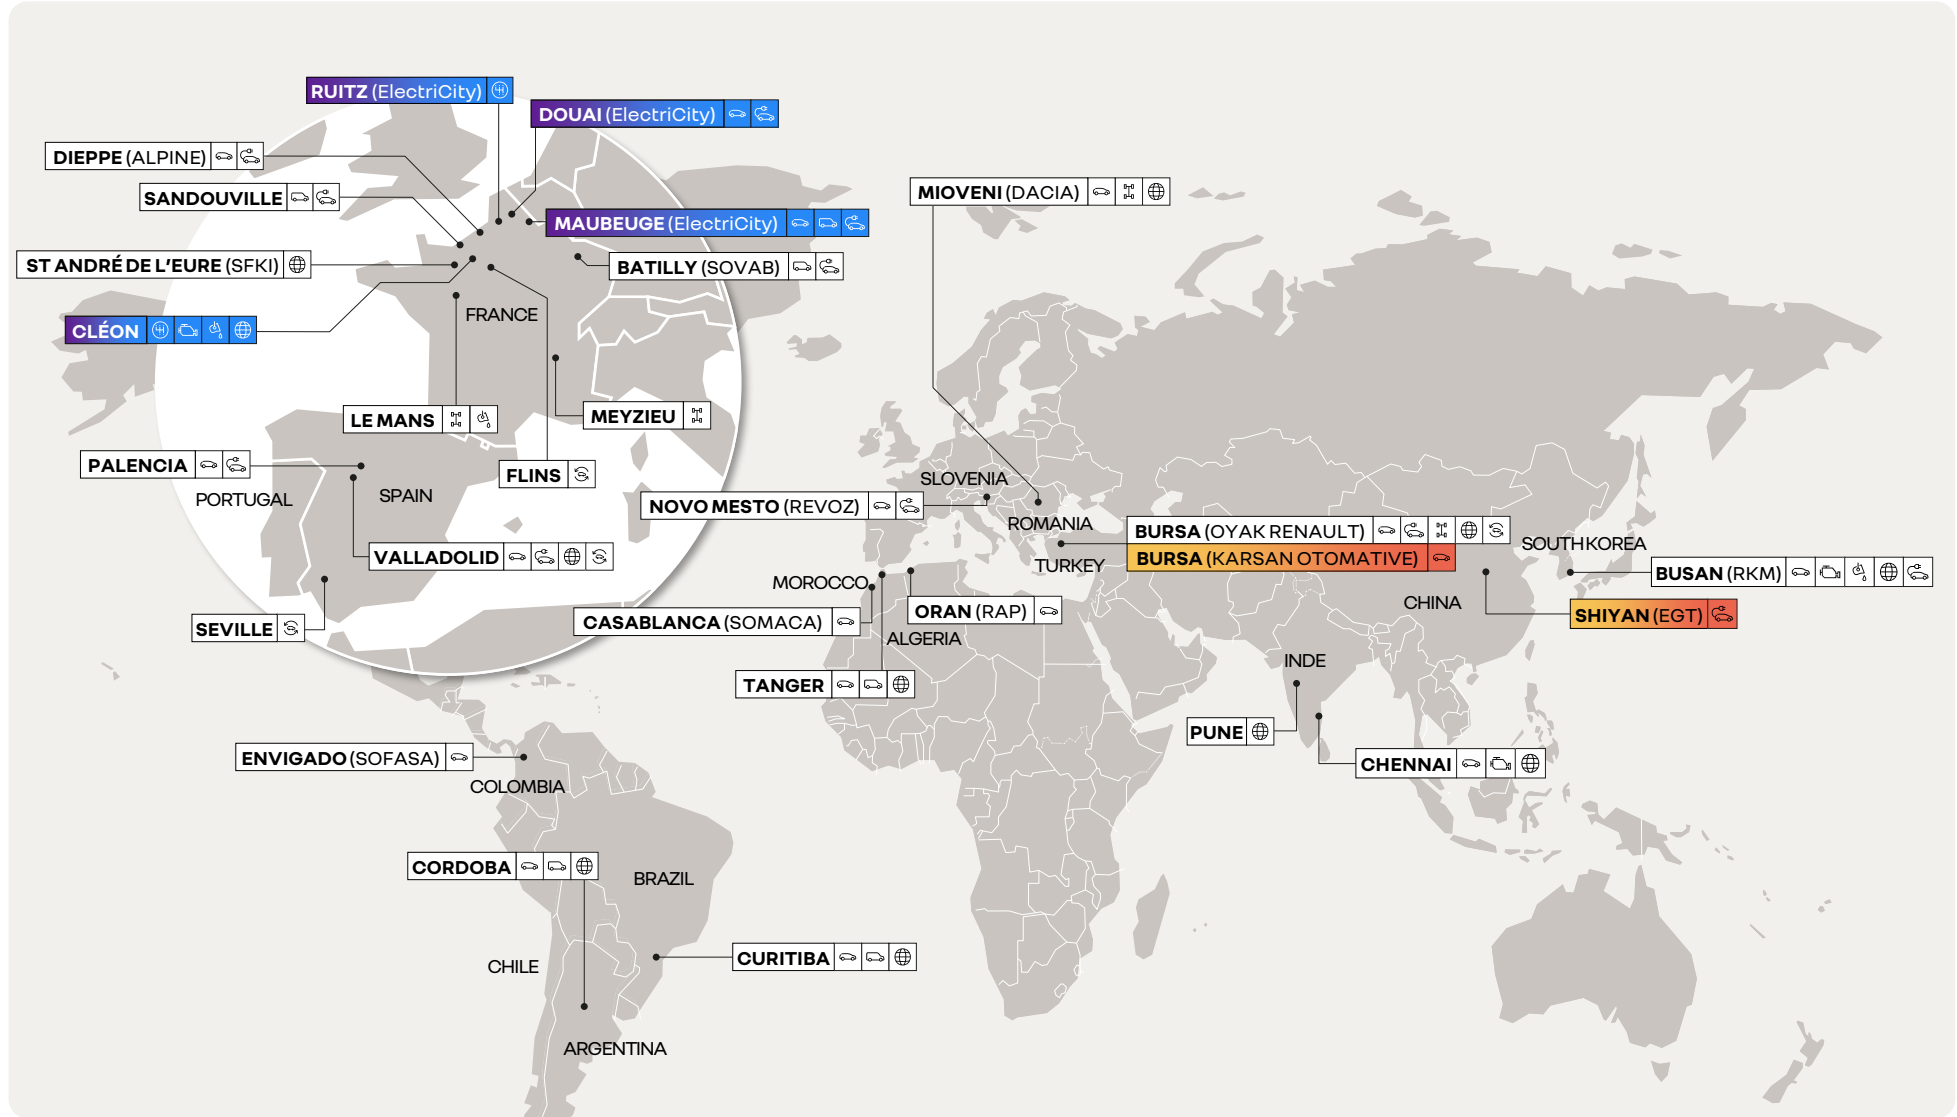 RUITZ (ElectriCity)
DOUAI (ElectriCity)
DIEPPE (ALPINE)
SANDOUVILLE
MIOVENI (DACIA)
MAUBEUGE (ElectriCity)
ST ANDRÉ DE L'EURE (SFKI)
BATILLY (SOVAB)
FRANCE
CLÉON
LE MANS
MEYZIEU
PALENCIA
FLINS
PORTUGAL
SPAIN
SLOVENIA
NOVO MESTO (REVOZ)
ROMANIA
BURSA (OYAK RENAULT)
SOUTH KOREA
VALLADOLID
TURKEY
BURSA (KARSAN OTOMATIVE)
BUSAN (RKM)
MOROCCO
CHINA
ORAN (RAP)
SHIYAN (EGT)
CASABLANCA (SOMACA)
SEVILLE
ALGERIA
INDE
TANGER
PUNE
ENVIGADO (SOFASA)
CHENNAI
COLOMBIA
CORDOBA
BRAZIL
CURITIBA
CHILE
ARGENTINA